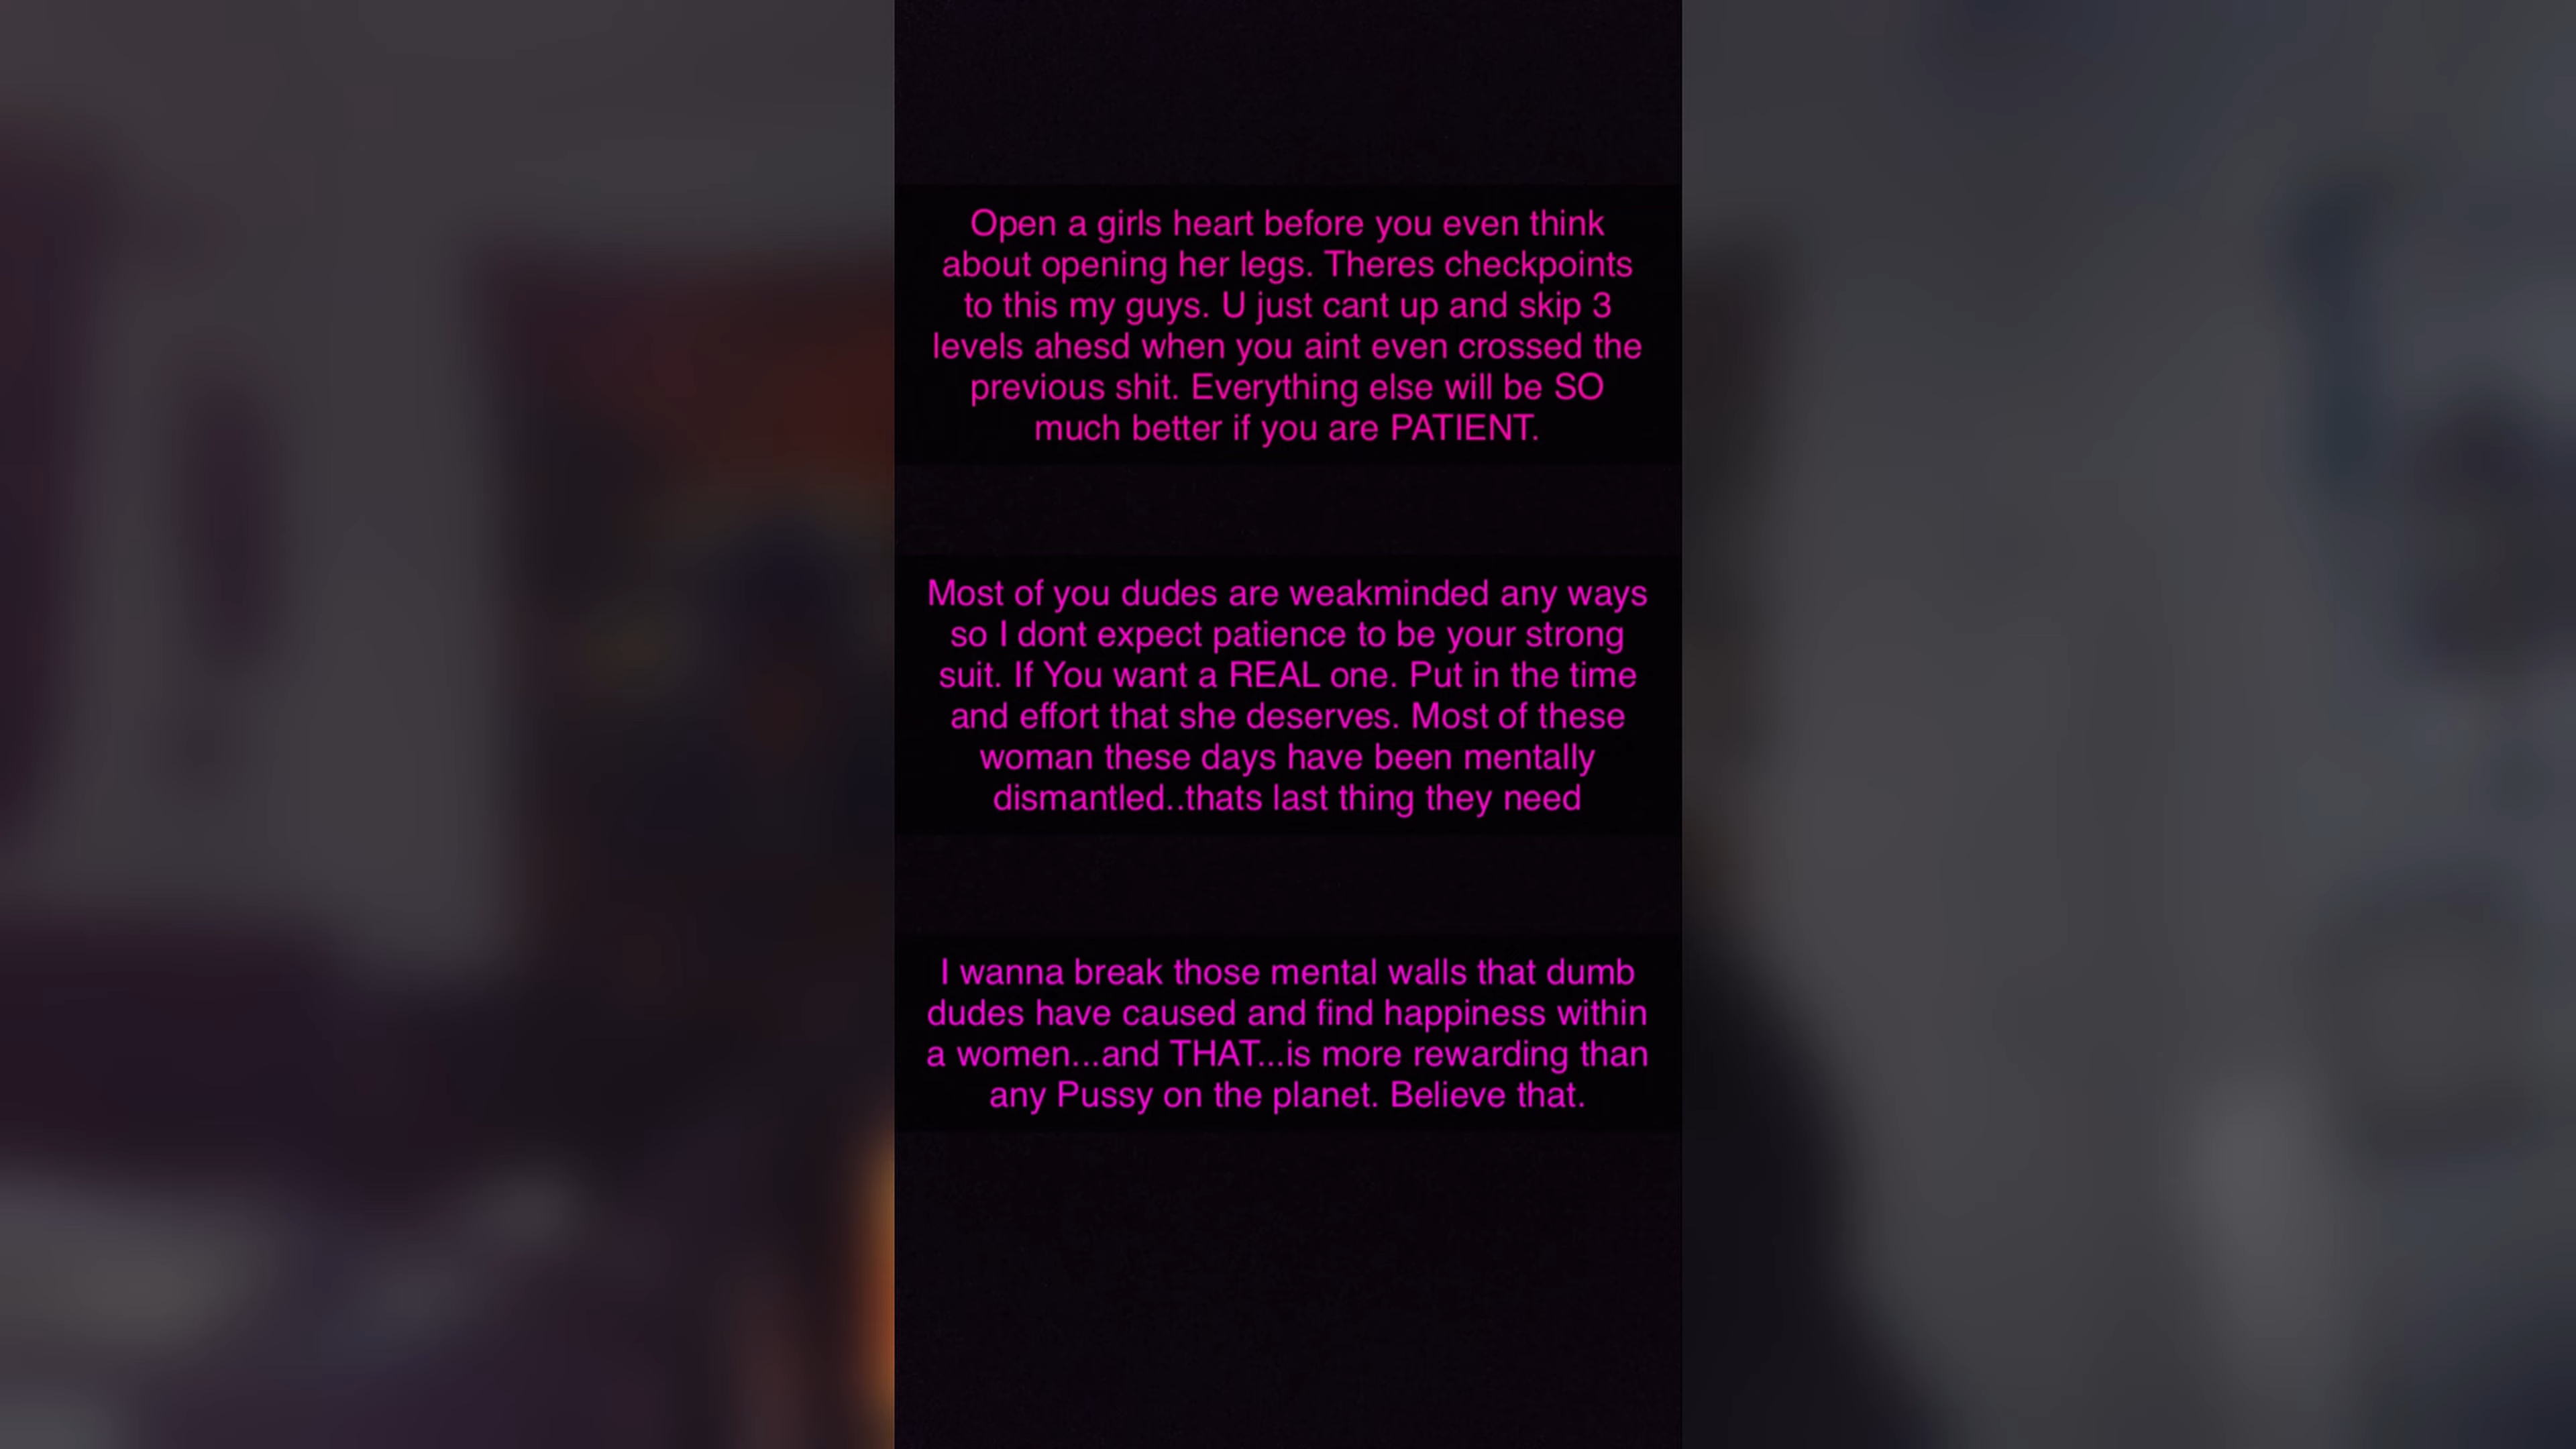 Open a girls heart before you even think
about opening her legs. Theres checkpoints
to this my guys. U just cant up and skip 3
levels ahesd when you aint even crossed the
previous shit. Everything else will be SO
much better if you are PATIENT.
Most of you dudes are weakminded any ways
so I dont expect patience to be your strong
suit. If You want a REAL one. Put in the time
and effort that she deserves. Most of these
woman these days have been mentally
dismantled..thats last thing they need
I wanna break those mental walls that dumb
dudes have caused and find happiness within
a women...and THAT...is more rewarding than
any Pussy on the planet. Believe that.